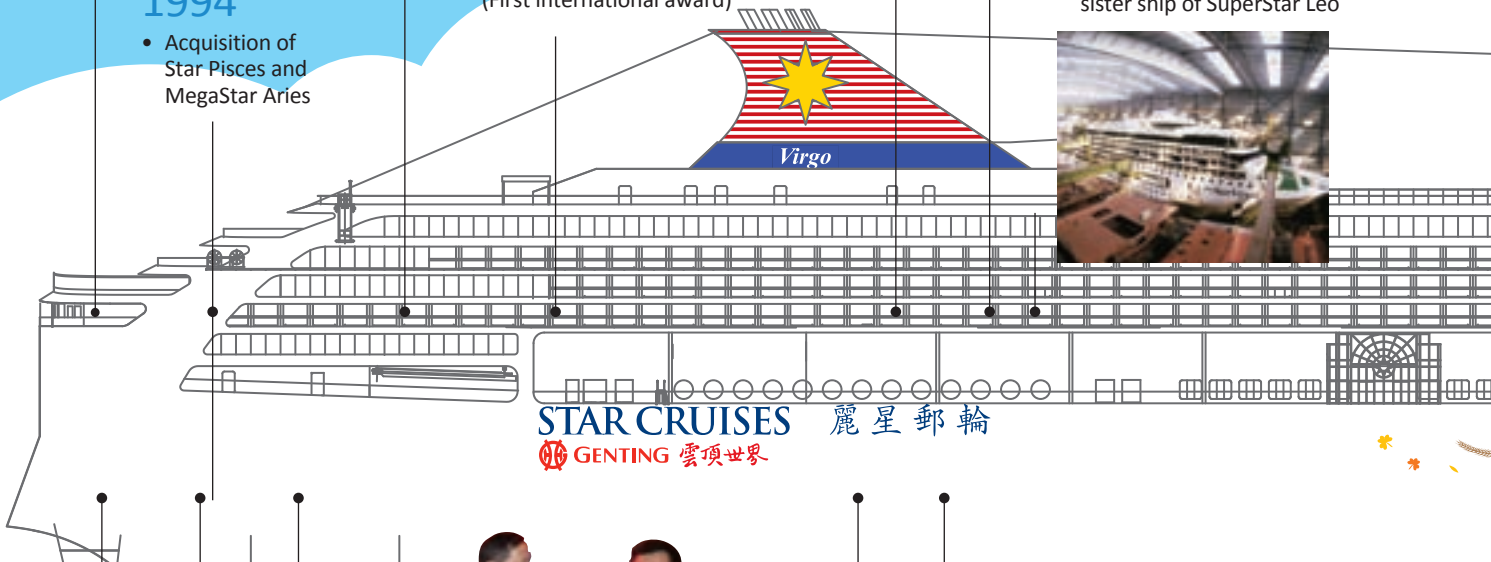 1994
• Acquisition of
Star Pisces and
MegaStar Aries
(First international award)
sister ship of SuperStar Leo
Virgo
STAR CRUISES 麗星郵輪
GENTING 雲頂世界